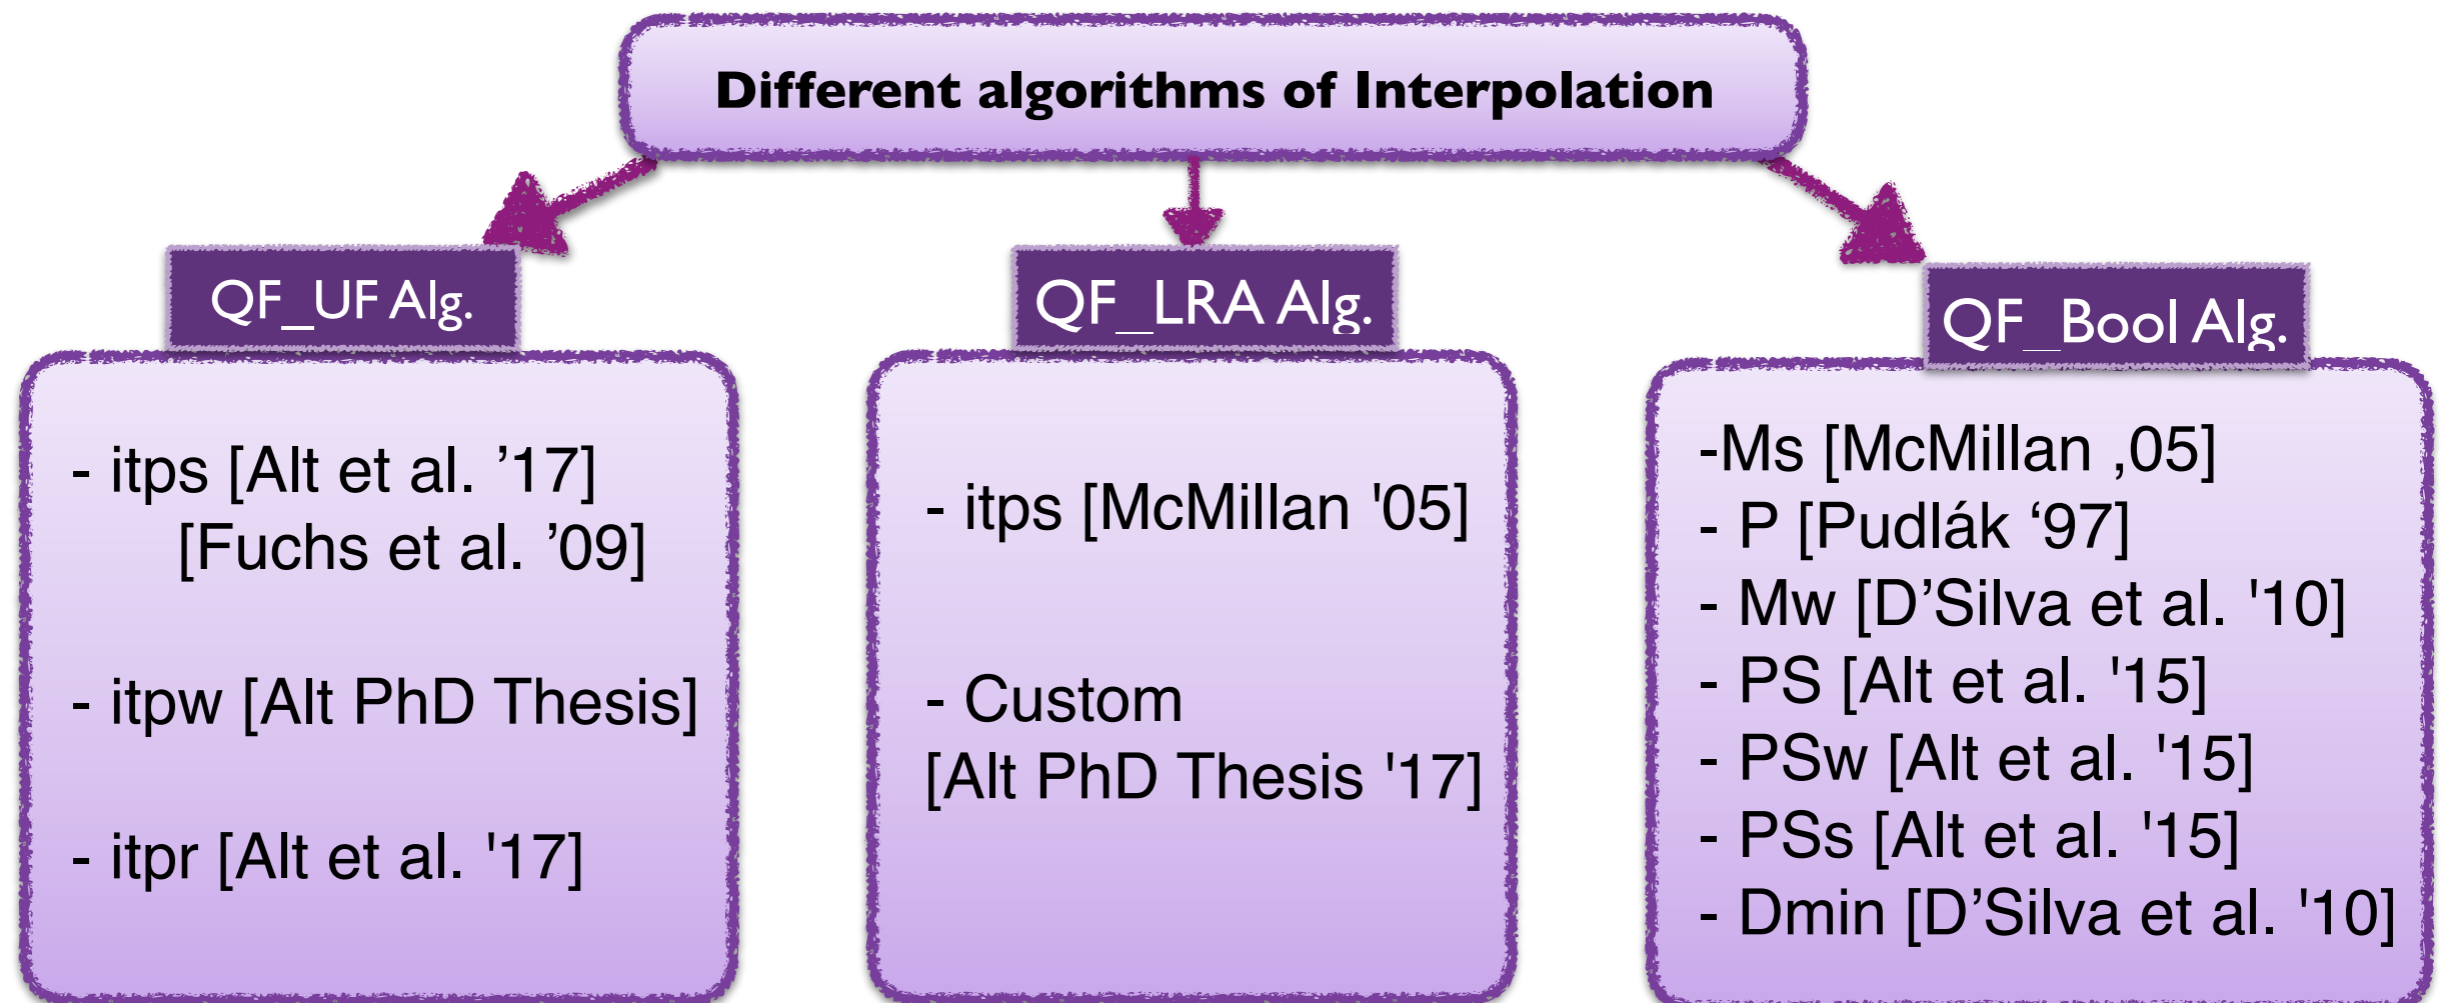 Different algorithms of Interpolation
QF_UF Alg.
- itps [Alt et al. ’17]
[Fuchs et al. ’09]
- itpw [Alt PhD Thesis]
- itpr [Alt et al. '17]
QF_LRA Alg.
- itps [McMillan '05]
- Custom
[Alt PhD Thesis '17]
QF_Bool Alg.
-Ms [McMillan ,05]
- P [Pudlák ‘97]
- Mw [D’Silva et al. '10]
- PS [Alt et al. '15]
- PSw [Alt et al. '15]
- PSs [Alt et al. '15]
- Dmin [D’Silva et al. '10]